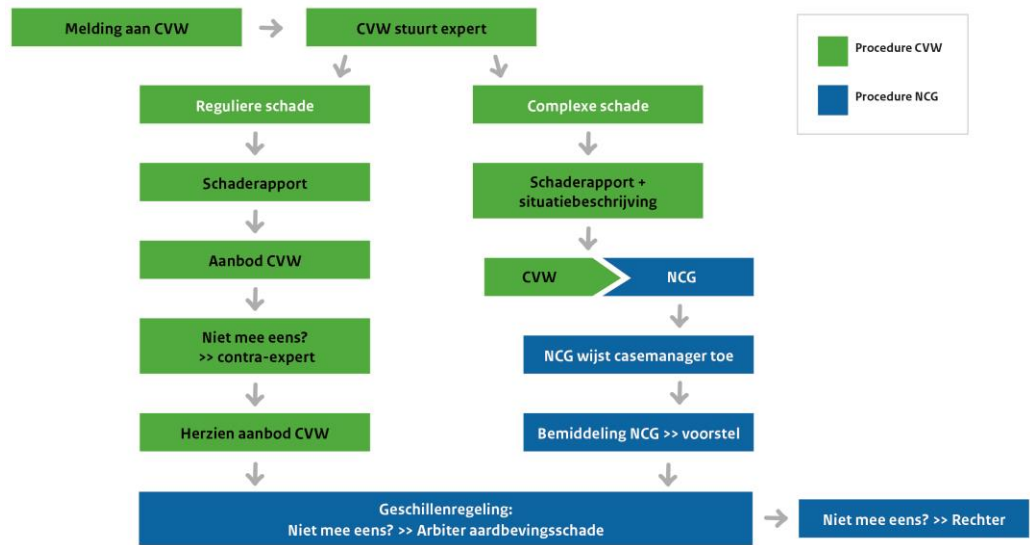 Melding aan CVW
CVW stuurt expert
Procedure CVW
Procedure NCG
Reguliere schade
Complexe schade
Schaderapport
Schaderapport +
situatiebeschrijving
Aanbod CVW
CVW
NCG
Niet mee eens?
>> contra-expert
NCG wijst casemanager toe
Herzien aanbod CVW
Bemiddeling NCG >> voorstel
Geschillenregeling:
Niet mee eens? >> Arbiter aardbevingsschade
Niet mee eens? >> Rechter